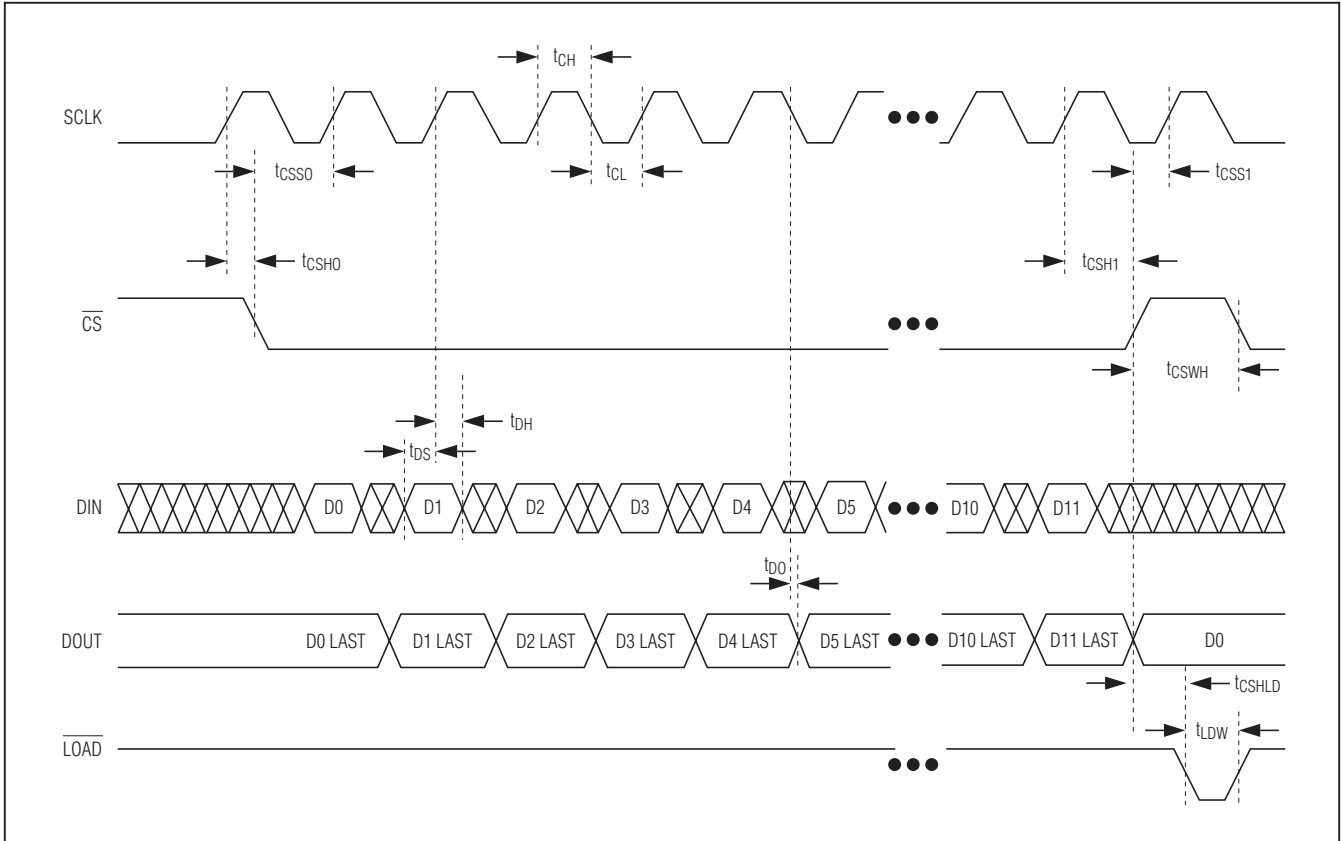 tCH
SCLK
tCSS0
tCL
tCSS1
tCSH0
tCSH1
CS
tCSWH
tDH
tDS
DIN
D0
D1
D2
D3
D4
D5
D10
D11
tDO
DOUT
D0 LAST
D1 LAST
D2 LAST
D3 LAST
D4 LAST
D5 LAST
D10 LAST
D11 LAST
D0
tCSHLD
tLDW
LOAD